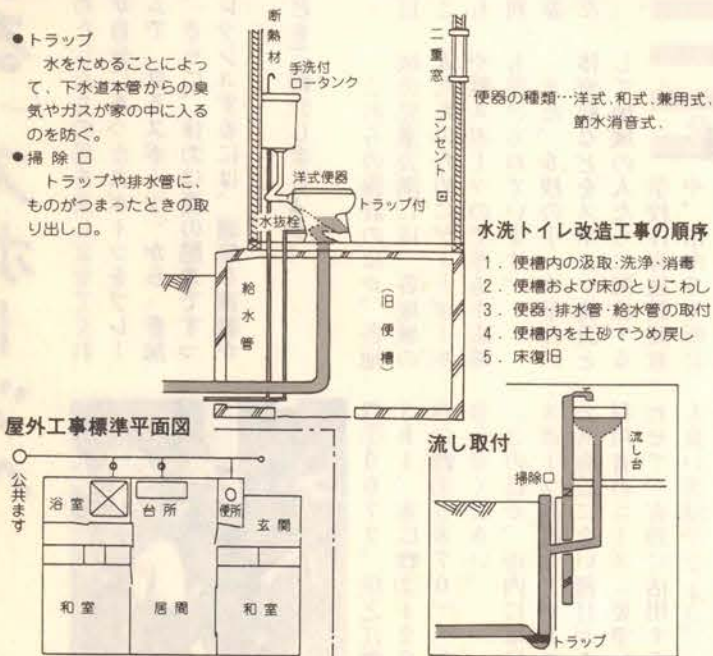 ●トラップ
水をためることによっ
て、下水道本管からの臭
気やガスが家の中に入る
のを防ぐ。
●掃除口
トラップや排水管に、
ものがつまったときの取
り出し口。
断熱材
手洗付
ロータンク
二重窓
コンセント
洋式便器
トラップ付
水抜栓
給水管
(旧便槽)
便器の種類…洋式、和式、兼用式、
節水消音式、
水洗トイレ改造工事の順序
1.便槽内の汲取・洗浄・消毒
2.便槽および床のとりこわし
3.便器・排水管・給水管の取付
4.便槽内を土砂でうめ戻し
5.床復旧
屋外工事標準平面図
公共ます
浴室
台所
便所
玄関
和室
居間
和室
流し取付
掃除口
流し台
トラップ